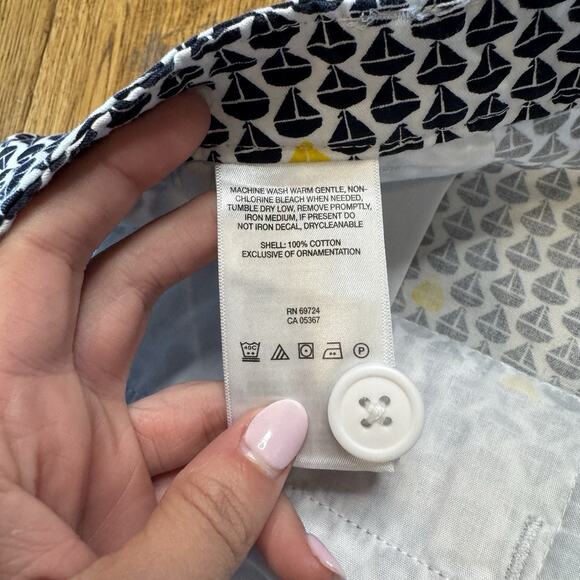 MACHINE WASH WARM GENTLE, NON-
CHLORINE BLEACH WHEN NEEDED,
TUMBLE DRY LOW, REMOVE PROMPTLY,
IRON MEDIUM, IF PRESENT DO
NOT IRON DECAL, DRYCLEANABLE
SHELL: 100% COTTON
EXCLUSIVE OF ORNAMENTATION
RN 69724
CA 05367
40C P